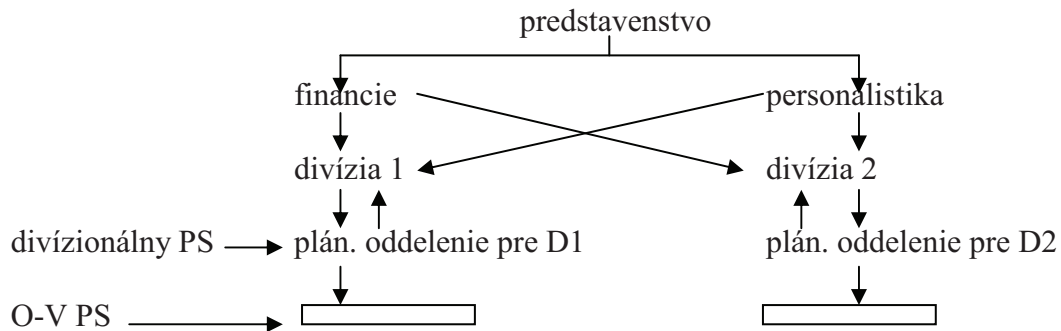 predstavenstvo
financie personalistika
divízia 1 divízia 2
divízionálny PS plán. oddelenie pre D1 plán. oddelenie pre D2
O-V PS